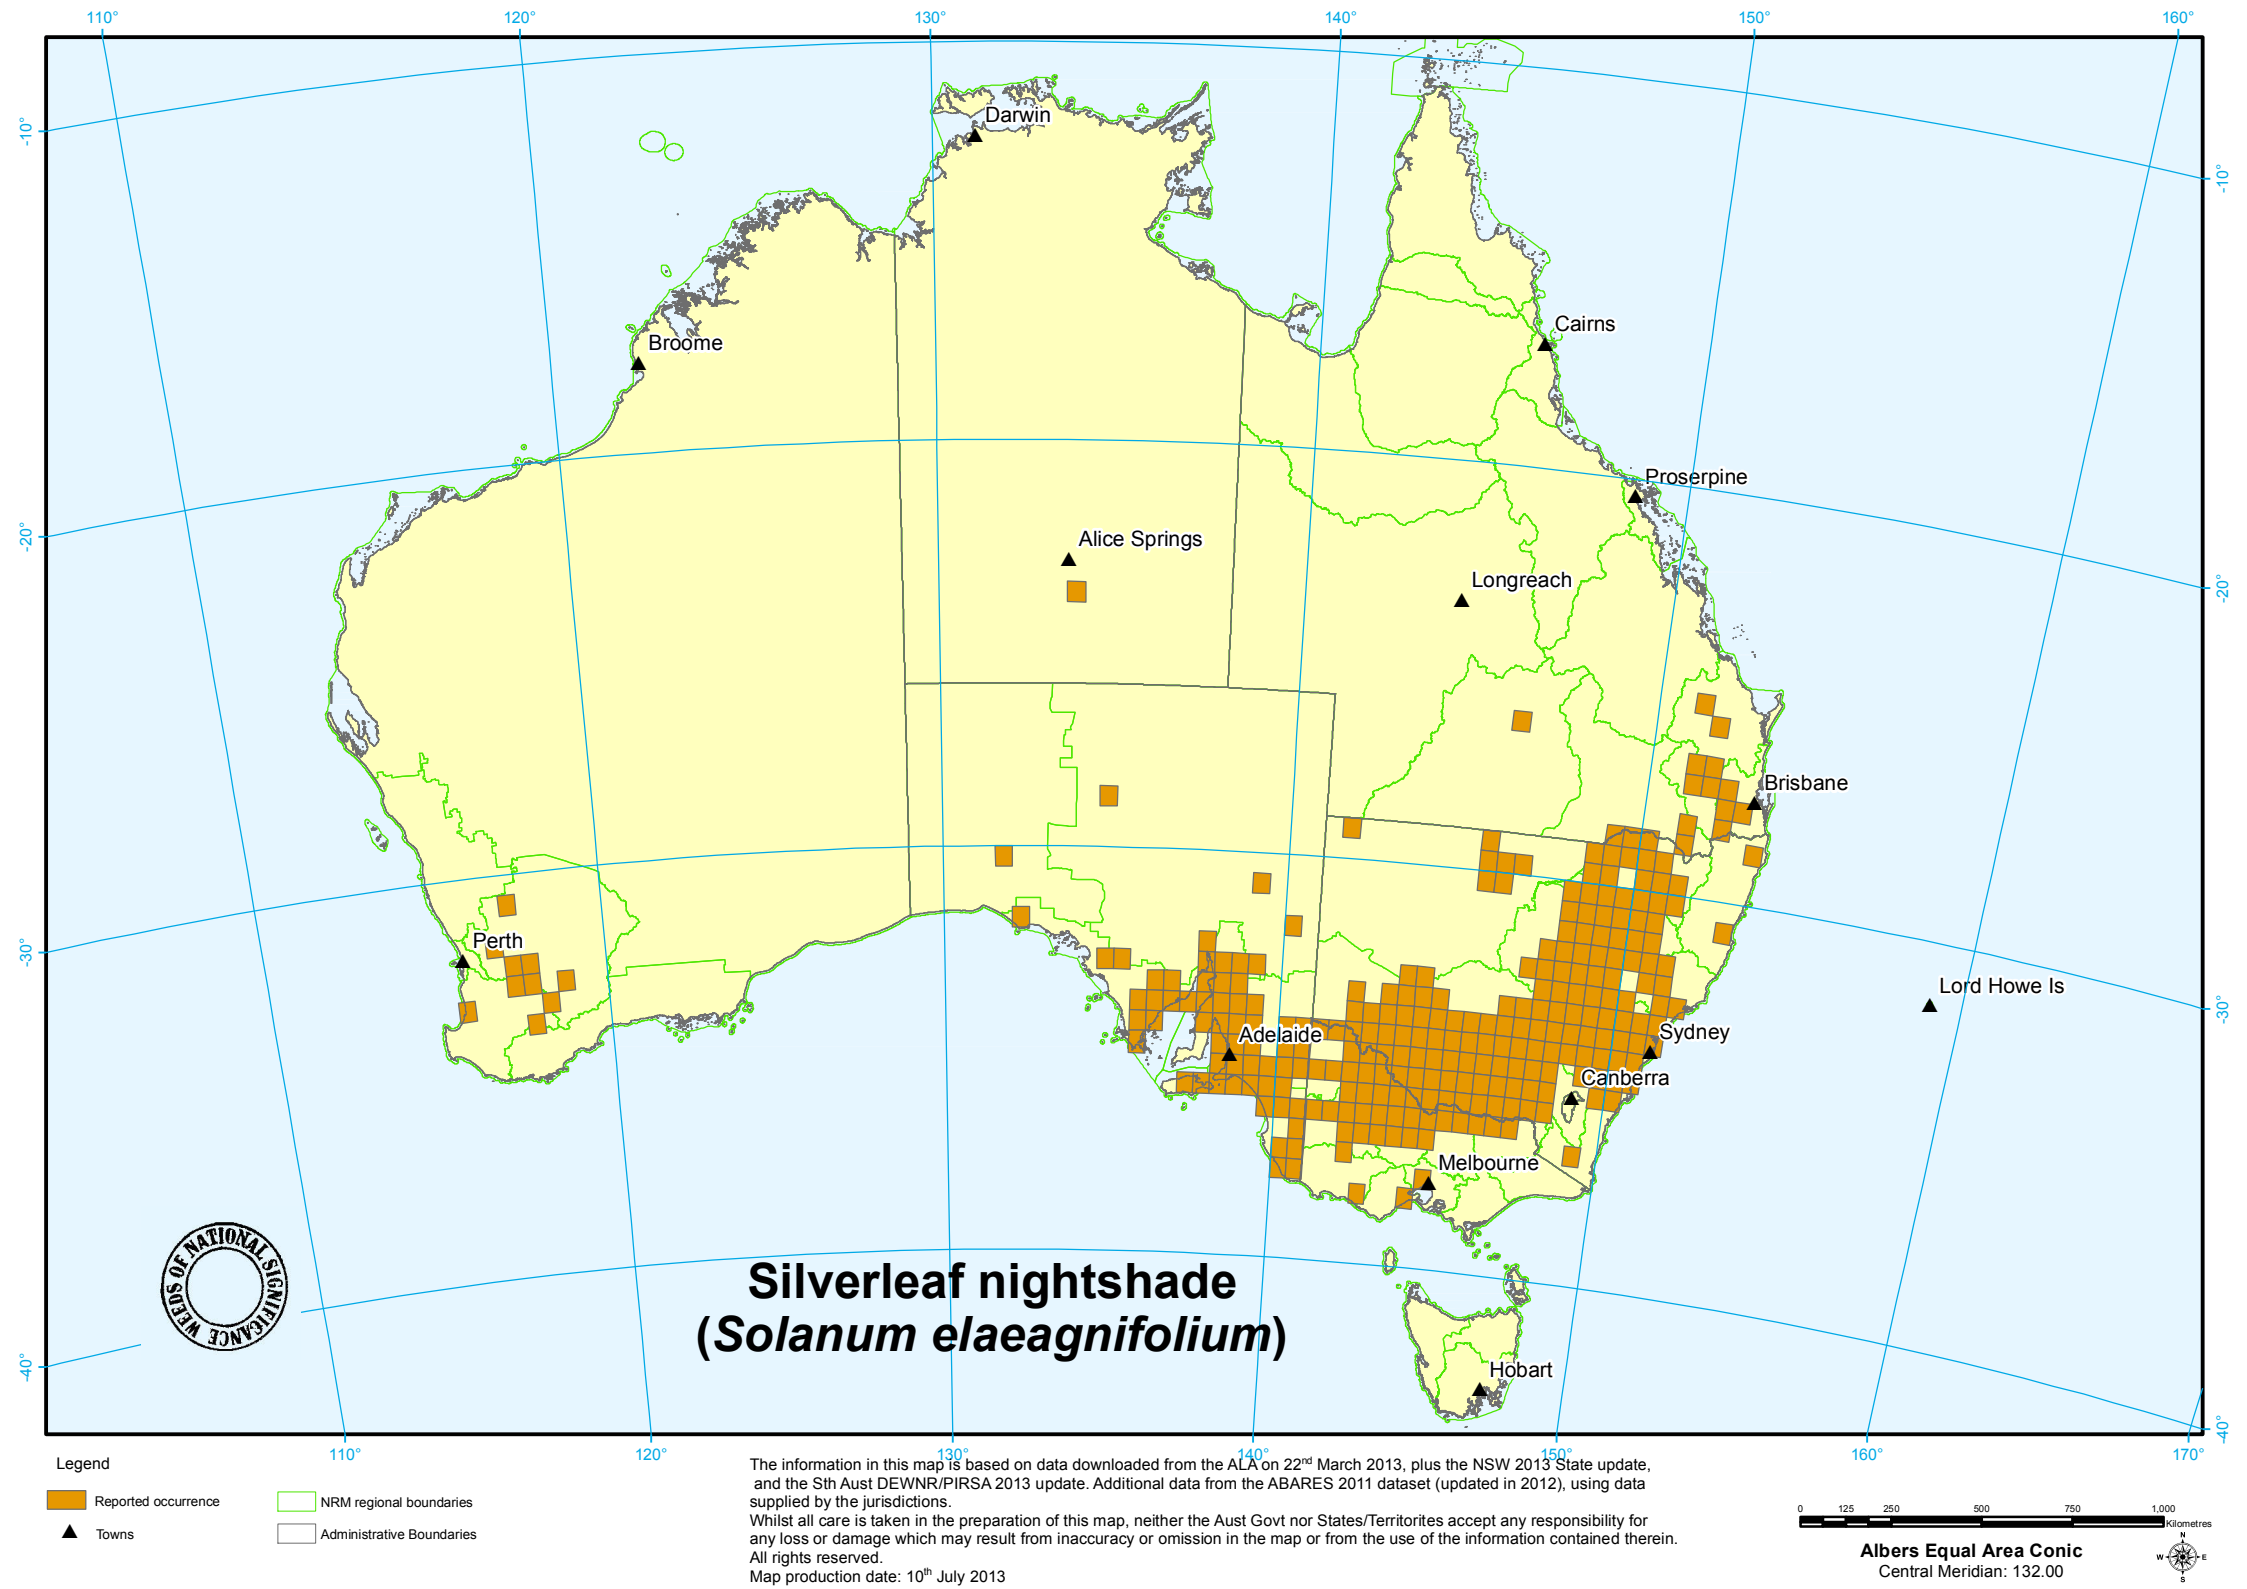 110°
120°
130°
140°
150°
160°
-10°
-10°
-20°
-20°
-30°
-30°
-40°
-40°
Darwin
Cairns
Broome
Proserpine
Alice Springs
Longreach
Brisbane
Perth
Lord Howe Is
Sydney
Adelaide
Canberra
Melbourne
Hobart
WEEDS OF NATIONAL SIGNIFICANCE
Silverleaf nightshade
(Solanum elaeagnifolium)
110°
120°
130°
140°
150°
160°
170°
Legend
Reported occurrence
NRM regional boundaries
Towns
Administrative Boundaries
The information in this map is based on data downloaded from the ALA on 22nd March 2013, plus the NSW 2013 State update,
and the Sth Aust DEWNR/PIRSA 2013 update. Additional data from the ABARES 2011 dataset (updated in 2012), using data
supplied by the jurisdictions.
Whilst all care is taken in the preparation of this map, neither the Aust Govt nor States/Territorites accept any responsibility for
any loss or damage which may result from inaccuracy or omission in the map or from the use of the information contained therein.
All rights reserved.
Map production date: 10th July 2013
0 125 250 500 750 1,000
Kilometres
Albers Equal Area Conic
Central Meridian: 132.00
N
W E
S